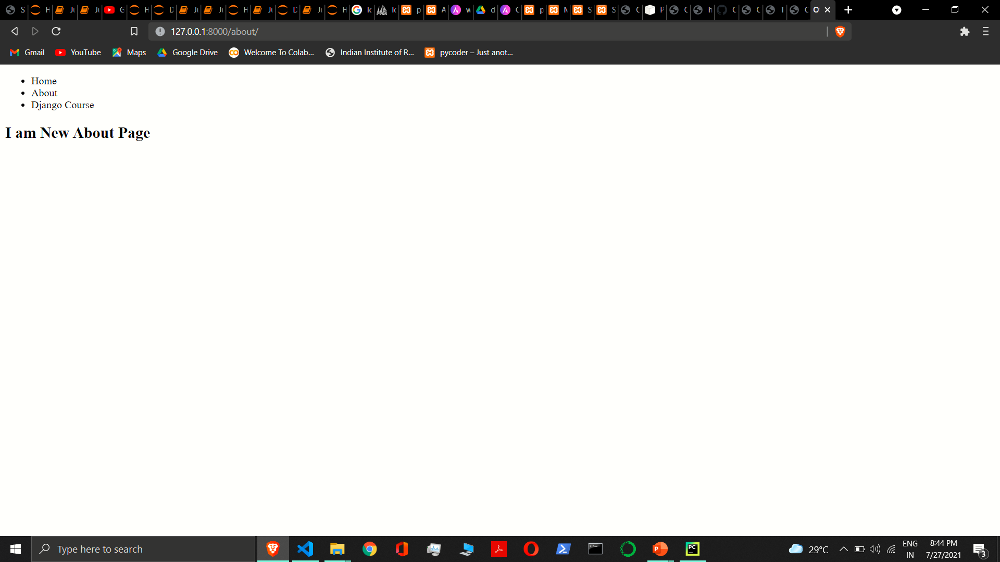 S H Ju Ju G H D Ju Ju H Ju D Ju H Ic Ic p A w d C p M S S C P C h C C T C O
127.0.0.1:8000/about/
Gmail YouTube Maps Google Drive Welcome To Colab... Indian Institute of R... pycoder – Just anot...
Home
About
Django Course
I am New About Page
Type here to search
29°C
ENG
IN
8:44 PM
7/27/2021
3